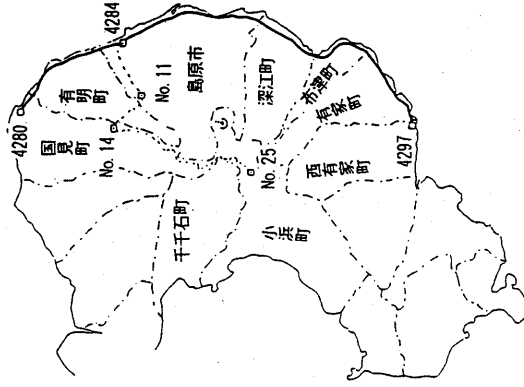 4280
4284
有明町
国見町
No. 14
No. 11
島原市
深江町
布津町
有家町
西有家町
4297
No. 25
千千石町
小浜町